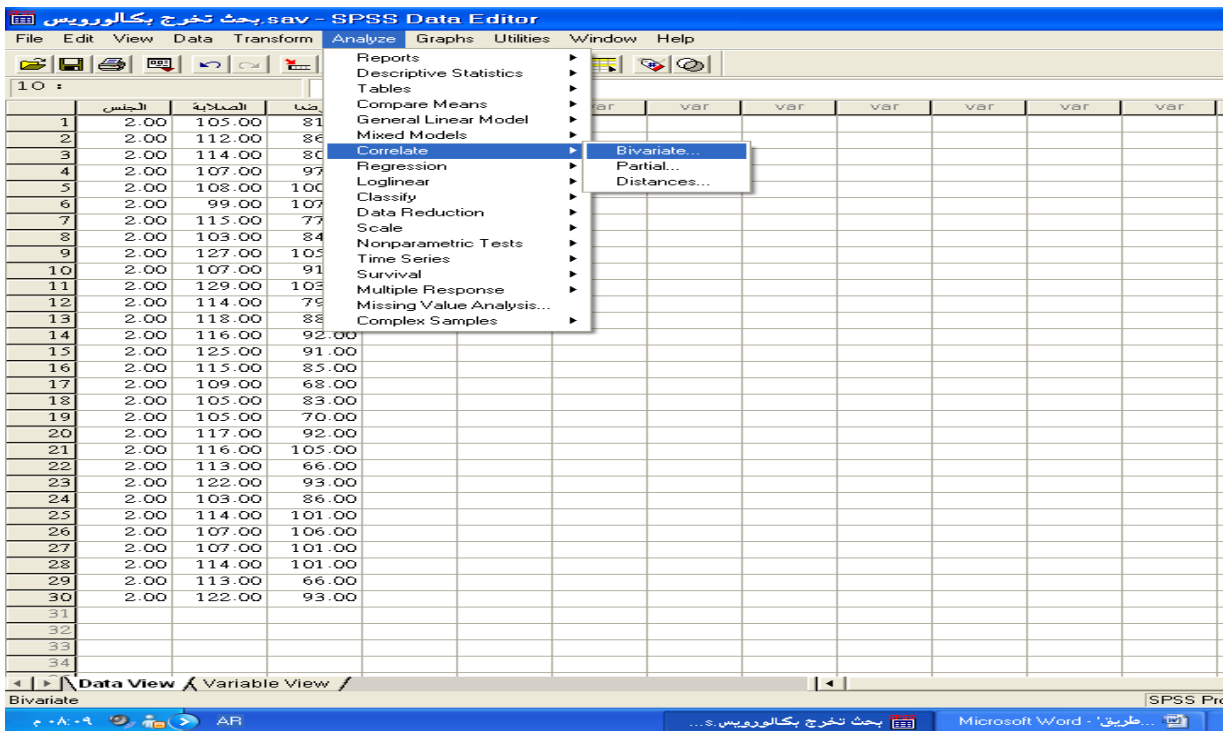 بحث تخرج بكالورويس.sav - SPSS Data Editor
File Edit View Data Transform Analyze Graphs Utilities Window Help
10 :
الجنس الصلابة رضا var var var var var var
Reports
Descriptive Statistics
Tables
Compare Means
General Linear Model
Mixed Models
Correlate
Regression
Loglinear
Classify
Data Reduction
Scale
Nonparametric Tests
Time Series
Survival
Multiple Response
Missing Value Analysis...
Complex Samples
Bivariate...
Partial...
Distances...
1 2.00 105.00 81
2 2.00 112.00 86
3 2.00 114.00 80
4 2.00 107.00 97
5 2.00 108.00 100
6 2.00 99.00 107
7 2.00 115.00 77
8 2.00 103.00 84
9 2.00 127.00 105
10 2.00 107.00 91
11 2.00 129.00 103
12 2.00 114.00 79
13 2.00 118.00 88
14 2.00 116.00 92.00
15 2.00 125.00 91.00
16 2.00 115.00 85.00
17 2.00 109.00 68.00
18 2.00 105.00 83.00
19 2.00 105.00 70.00
20 2.00 117.00 92.00
21 2.00 116.00 105.00
22 2.00 113.00 66.00
23 2.00 122.00 93.00
24 2.00 103.00 86.00
25 2.00 114.00 101.00
26 2.00 107.00 106.00
27 2.00 107.00 101.00
28 2.00 114.00 101.00
29 2.00 113.00 66.00
30 2.00 122.00 93.00
31
32
33
34
Data View Variable View
Bivariate SPSS Pro
٠٨:٠٩ م AR بحث تخرج بكالورويس.s... Microsoft Word - 'طريق...